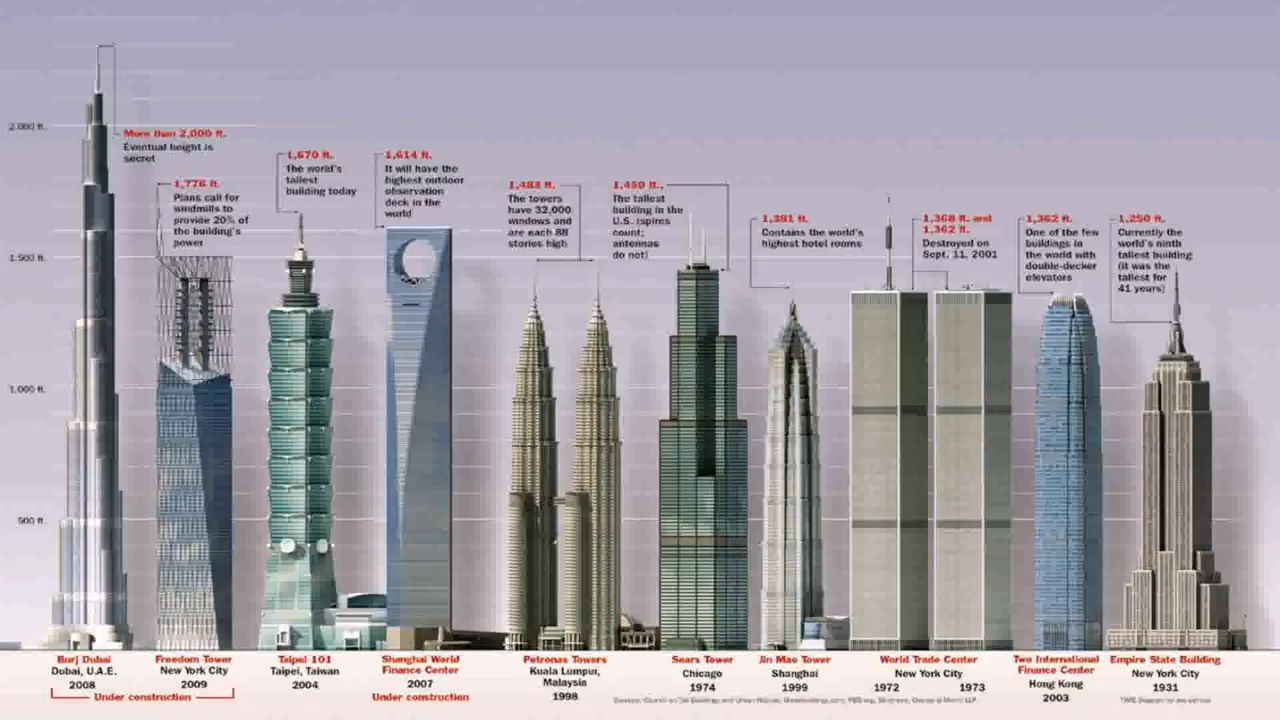 2,000 ft.
1,500 ft.
1,000 ft.
500 ft.
More than 2,000 ft.
Eventual height is
secret
1,776 ft.
Plans call for
windmills to
provide 20% of
the building's
power
1,670 ft.
The world's
tallest
building today
1,614 ft.
It will have the
highest outdoor
observation
deck in the
world
1,483 ft.
The towers
have 32,000
windows and
are each 88
stories high
1,450 ft.,
The tallest
building in the
U.S. (spires
count;
antennas
do not)
1,381 ft.
Contains the world's
highest hotel rooms
1,368 ft. and
1,362 ft.
Destroyed on
Sept. 11, 2001
1,362 ft.
One of the few
buildings in
the world with
double-decker
elevators
1,250 ft.
Currently the
world's ninth
tallest building
(it was the
tallest for
41 years)
Burj Dubai
Dubai, U.A.E.
2008
Freedom Tower
New York City
2009
Under construction
Taipei 101
Taipei, Taiwan
2004
Shanghai World
Finance Center
2007
Under construction
Petronas Towers
Kuala Lumpur,
Malaysia
1998
Sears Tower
Chicago
1974
Jin Mao Tower
Shanghai
1999
World Trade Center
New York City
1972 1973
Two International
Finance Center
Hong Kong
2003
Empire State Building
New York City
1931